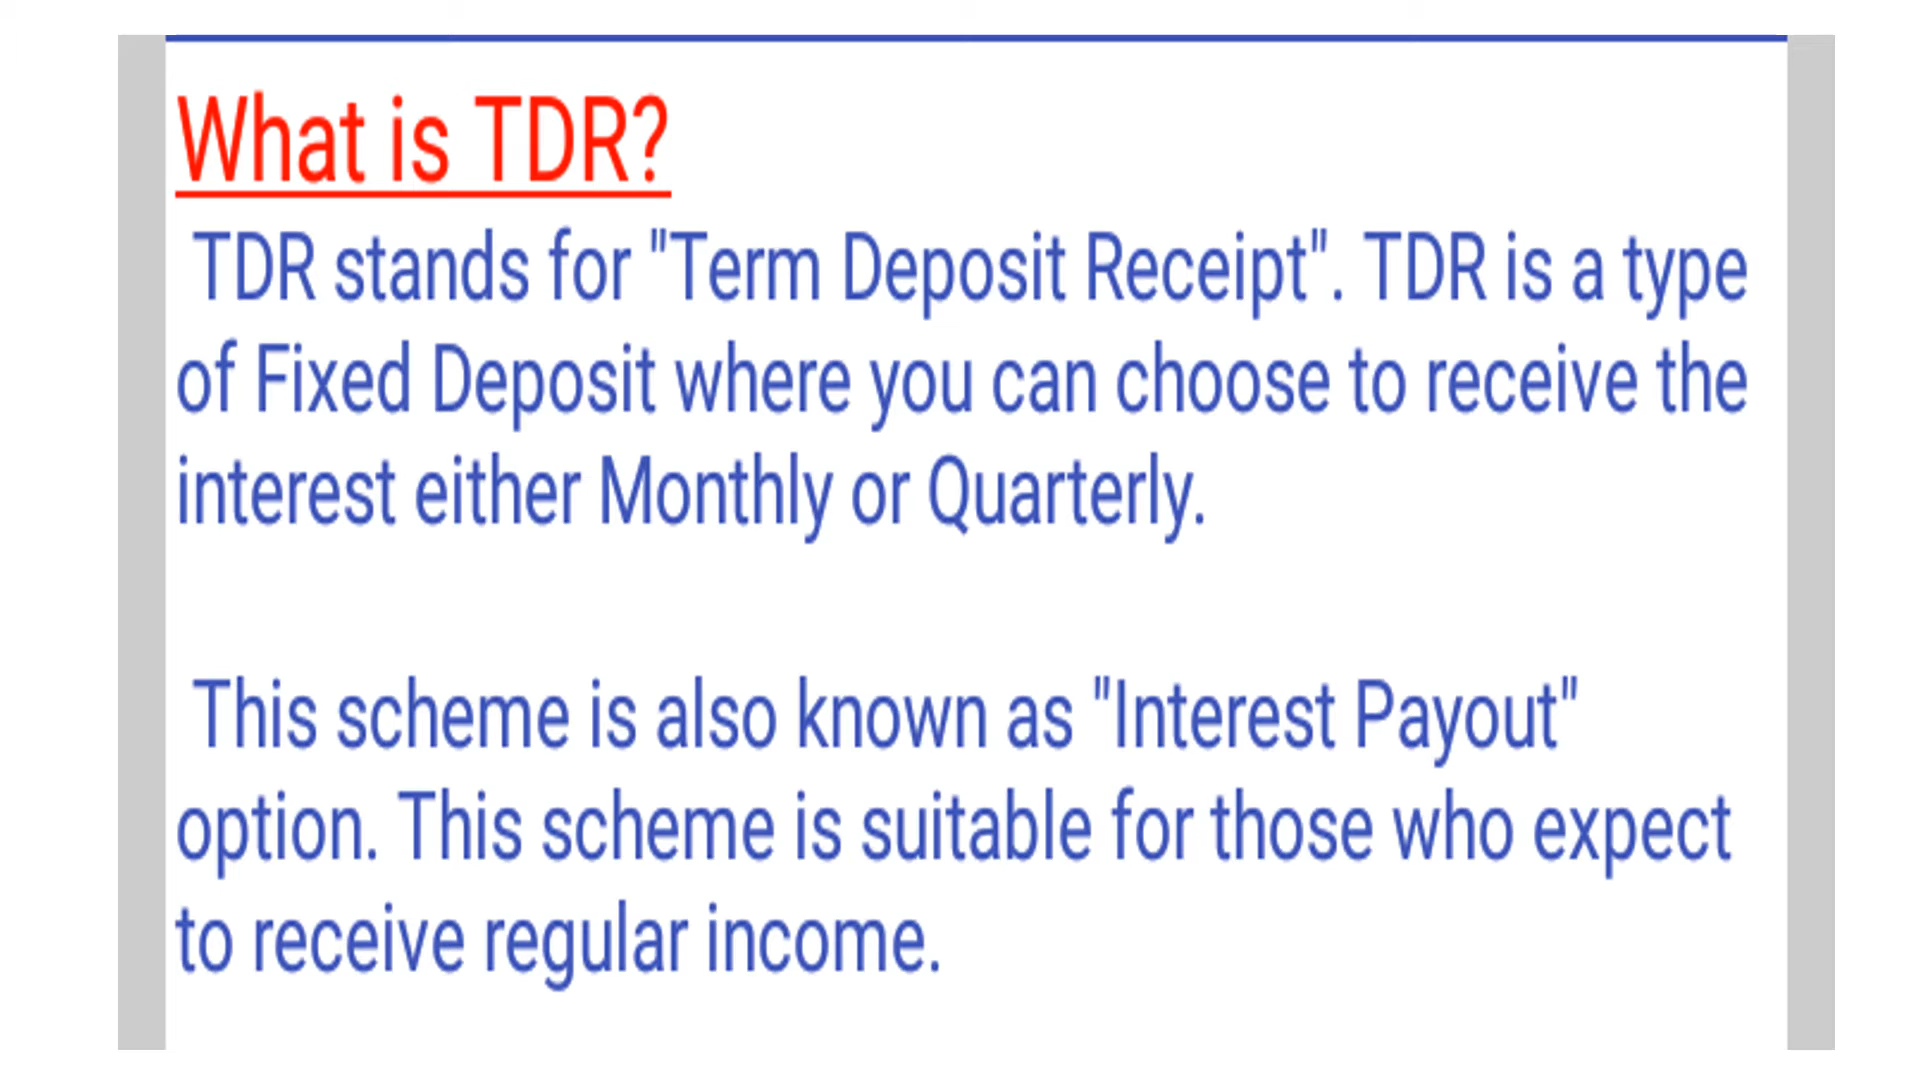 What is TDR?
TDR stands for "Term Deposit Receipt". TDR is a type
of Fixed Deposit where you can choose to receive the
interest either Monthly or Quarterly.
This scheme is also known as "Interest Payout"
option. This scheme is suitable for those who expect
to receive regular income.